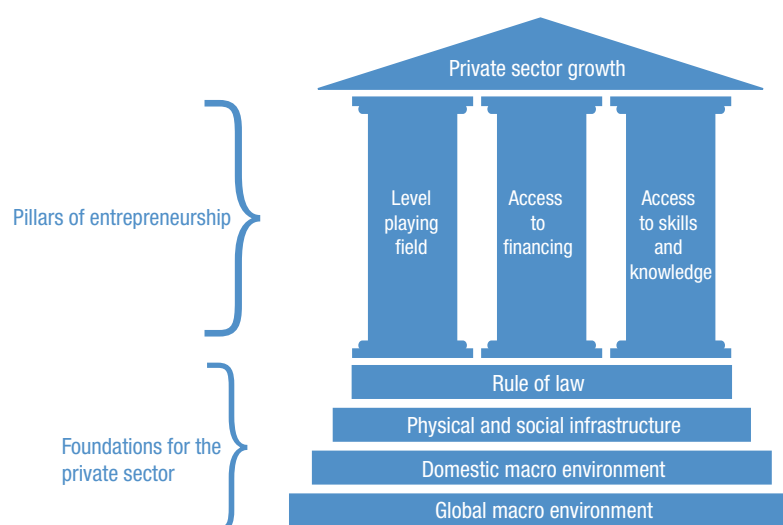 Private sector growth
Pillars of entrepreneurship
Level
playing
field
Access
to
financing
Access
to skills
and
knowledge
Foundations for the
private sector
Rule of law
Physical and social infrastructure
Domestic macro environment
Global macro environment